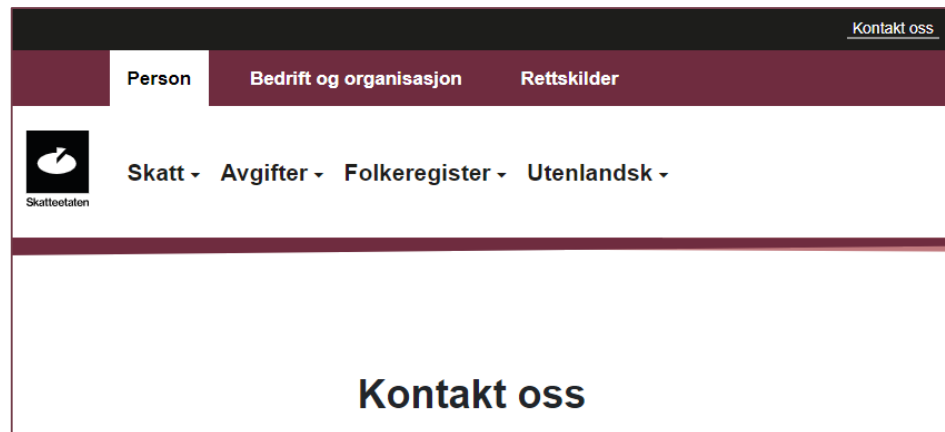 Kontakt oss
Person Bedrift og organisasjon Rettskilder
Skatt Avgifter Folkeregister Utenlandsk
Skatteetaten
Kontakt oss